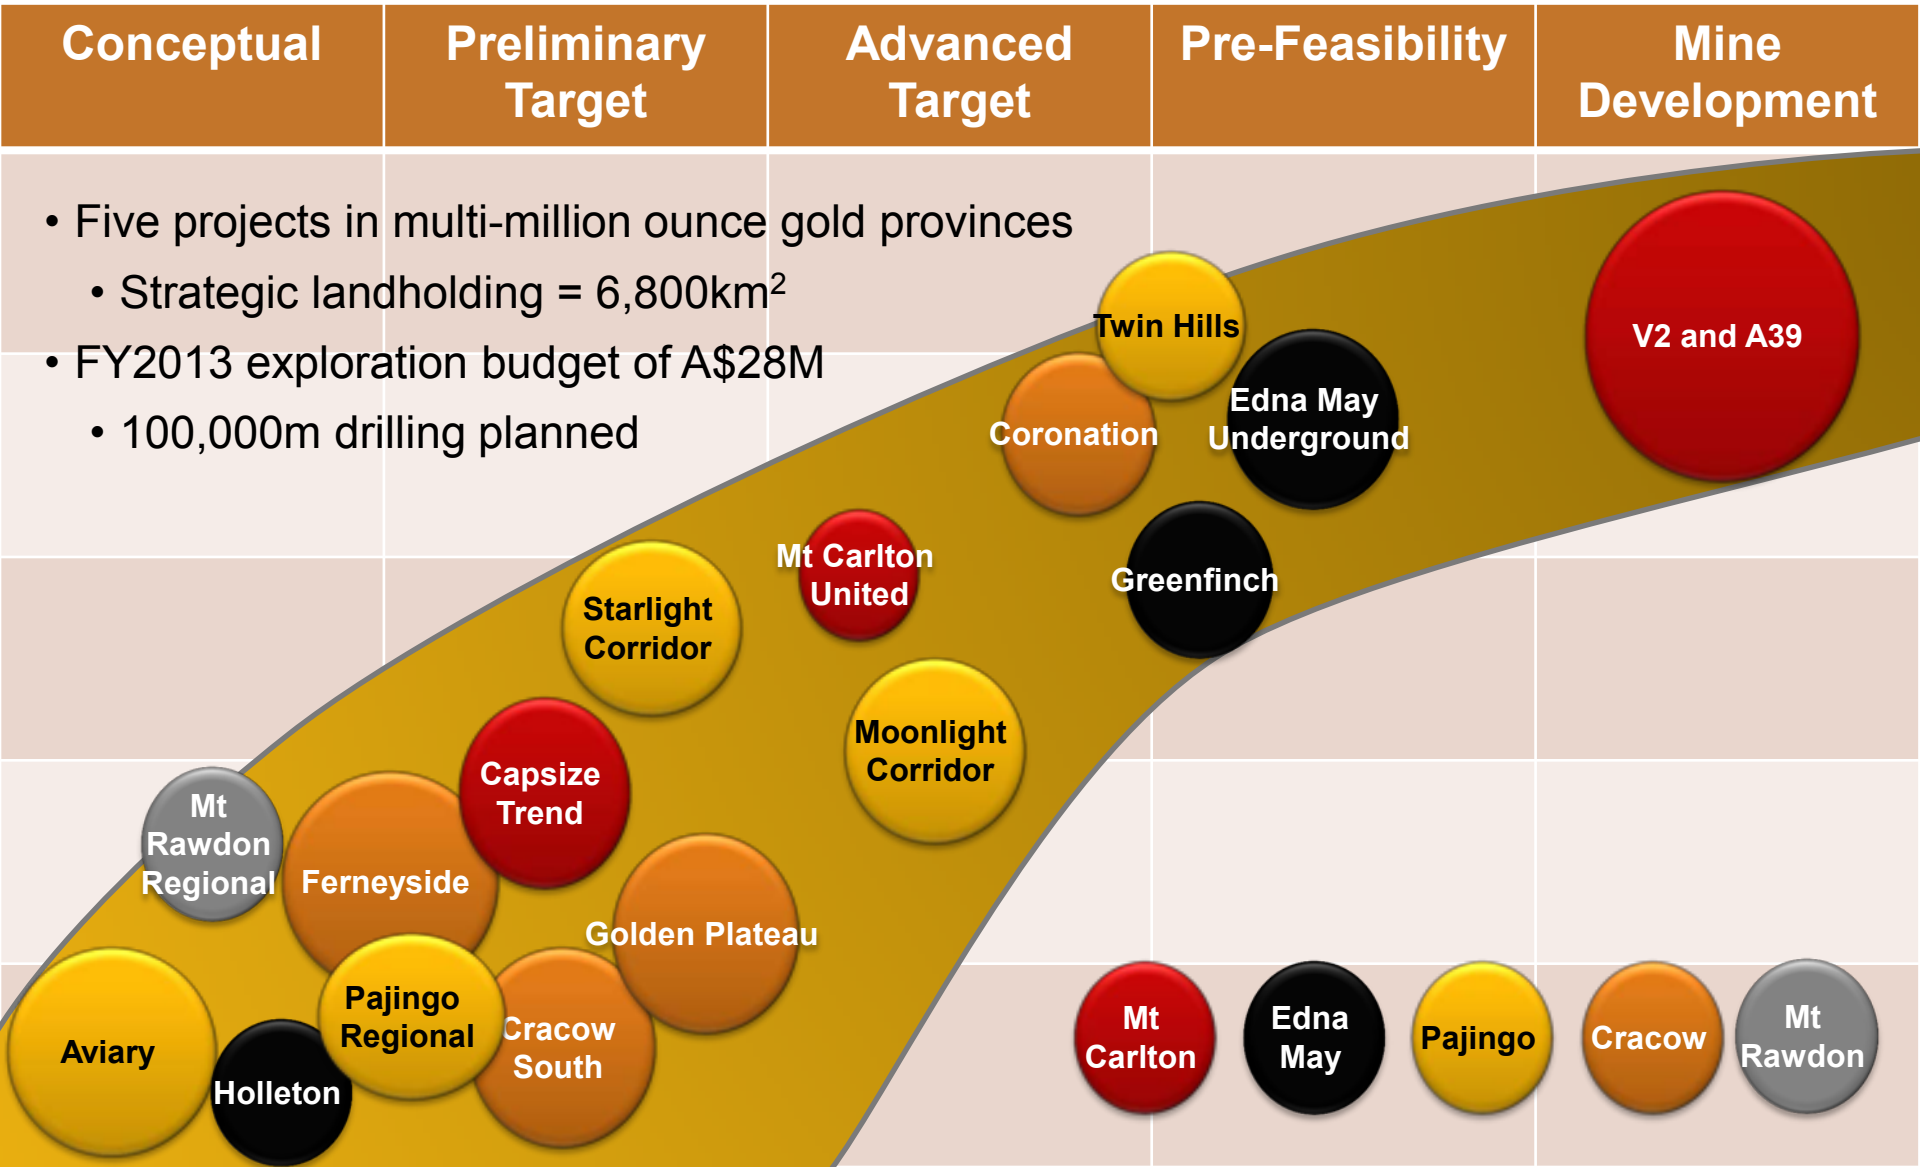 Conceptual
Preliminary
Target
Advanced
Target
Pre-Feasibility
Mine
Development
• Five projects in multi-million ounce gold provinces
• Strategic landholding = 6,800km²
• FY2013 exploration budget of A$28M
• 100,000m drilling planned
Twin Hills
V2 and A39
Edna May
Underground
Coronation
Mt Carlton
United
Greenfinch
Starlight
Corridor
Moonlight
Corridor
Capsize
Trend
Mt
Rawdon
Regional
Ferneyside
Golden Plateau
Pajingo
Regional
Cracow
South
Aviary
Holleton
Mt
Carlton
Edna
May
Pajingo
Cracow
Mt
Rawdon